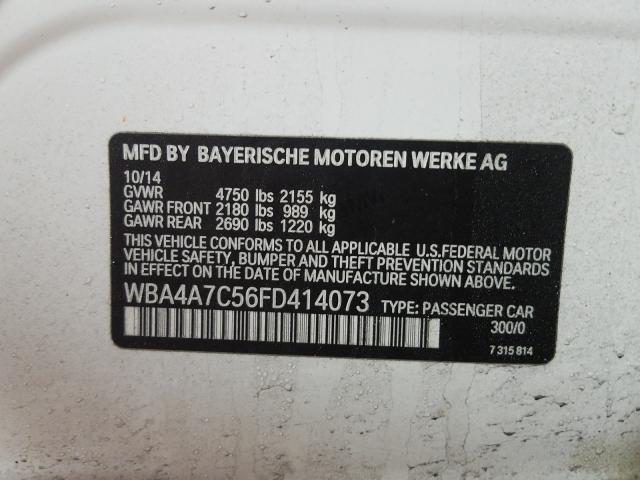 MFD BY BAYERISCHE MOTOREN WERKE AG
10/14
GVWR 4750 lbs 2155 kg
GAWR FRONT 2180 lbs 989 kg
GAWR REAR 2690 lbs 1220 kg
THIS VEHICLE CONFORMS TO ALL APPLICABLE U.S.FEDERAL MOTOR
VEHICLE SAFETY, BUMPER, AND THEFT PREVENTION STANDARDS
IN EFFECT ON THE DATE OF MANUFACTURE SHOWN ABOVE.
WBA4A7C56FD414073 TYPE: PASSENGER CAR
300/0
7 315 814